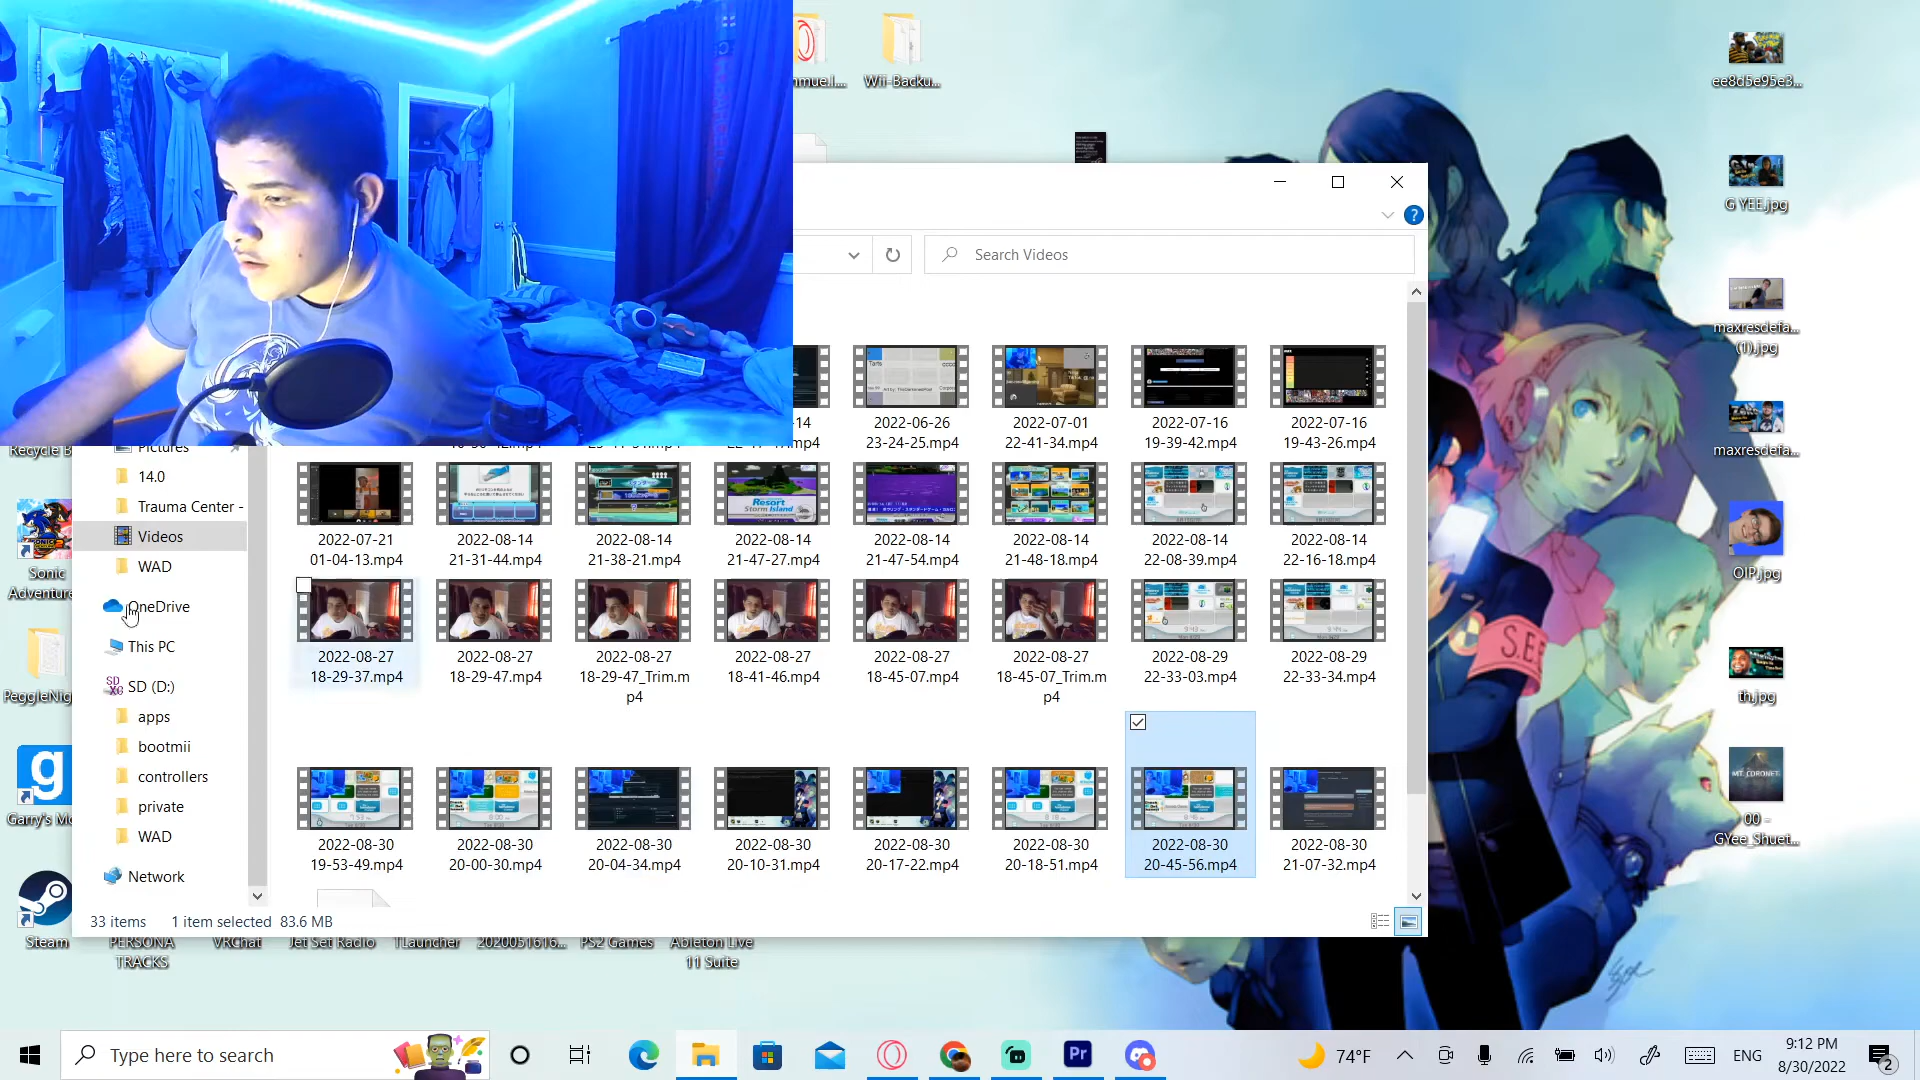 Wii-Backu...
ee8d5e95e3...
G YEE.jpg
maxresdefa...
(1).jpg
maxresdefa...
OIP.jpg
th.jpg
MT. CORONET
00 -
GYee_Shuet...
S.E.E
Search Videos
2022-06-26
23-24-25.mp4
2022-07-01
22-41-34.mp4
2022-07-16
19-39-42.mp4
2022-07-16
19-43-26.mp4
2022-07-21
01-04-13.mp4
2022-08-14
21-31-44.mp4
2022-08-14
21-38-21.mp4
Resort
Storm Island
2022-08-14
21-47-27.mp4
2022-08-14
21-47-54.mp4
2022-08-14
21-48-18.mp4
2022-08-14
22-08-39.mp4
2022-08-14
22-16-18.mp4
2022-08-27
18-29-37.mp4
2022-08-27
18-29-47.mp4
2022-08-27
18-29-47_Trim.m
p4
2022-08-27
18-41-46.mp4
2022-08-27
18-45-07.mp4
2022-08-27
18-45-07_Trim.m
p4
2022-08-29
22-33-03.mp4
2022-08-29
22-33-34.mp4
2022-08-30
19-53-49.mp4
2022-08-30
20-00-30.mp4
2022-08-30
20-04-34.mp4
2022-08-30
20-10-31.mp4
2022-08-30
20-17-22.mp4
2022-08-30
20-18-51.mp4
2022-08-30
20-45-56.mp4
2022-08-30
21-07-32.mp4
Pictures
14.0
Trauma Center -
Videos
WAD
OneDrive
This PC
SD (D:)
apps
bootmii
controllers
private
WAD
Network
33 items
1 item selected 83.6 MB
Recycle B
Sonic
Adventure
PeggleNig
Garry's Mo
Steam
PERSONA
TRACKS
VRChat
Jet Set Radio
TLauncher
2020051616...
PS2 Games
Ableton Live
11 Suite
Type here to search
Pr
74°F
ENG
9:12 PM
8/30/2022
2